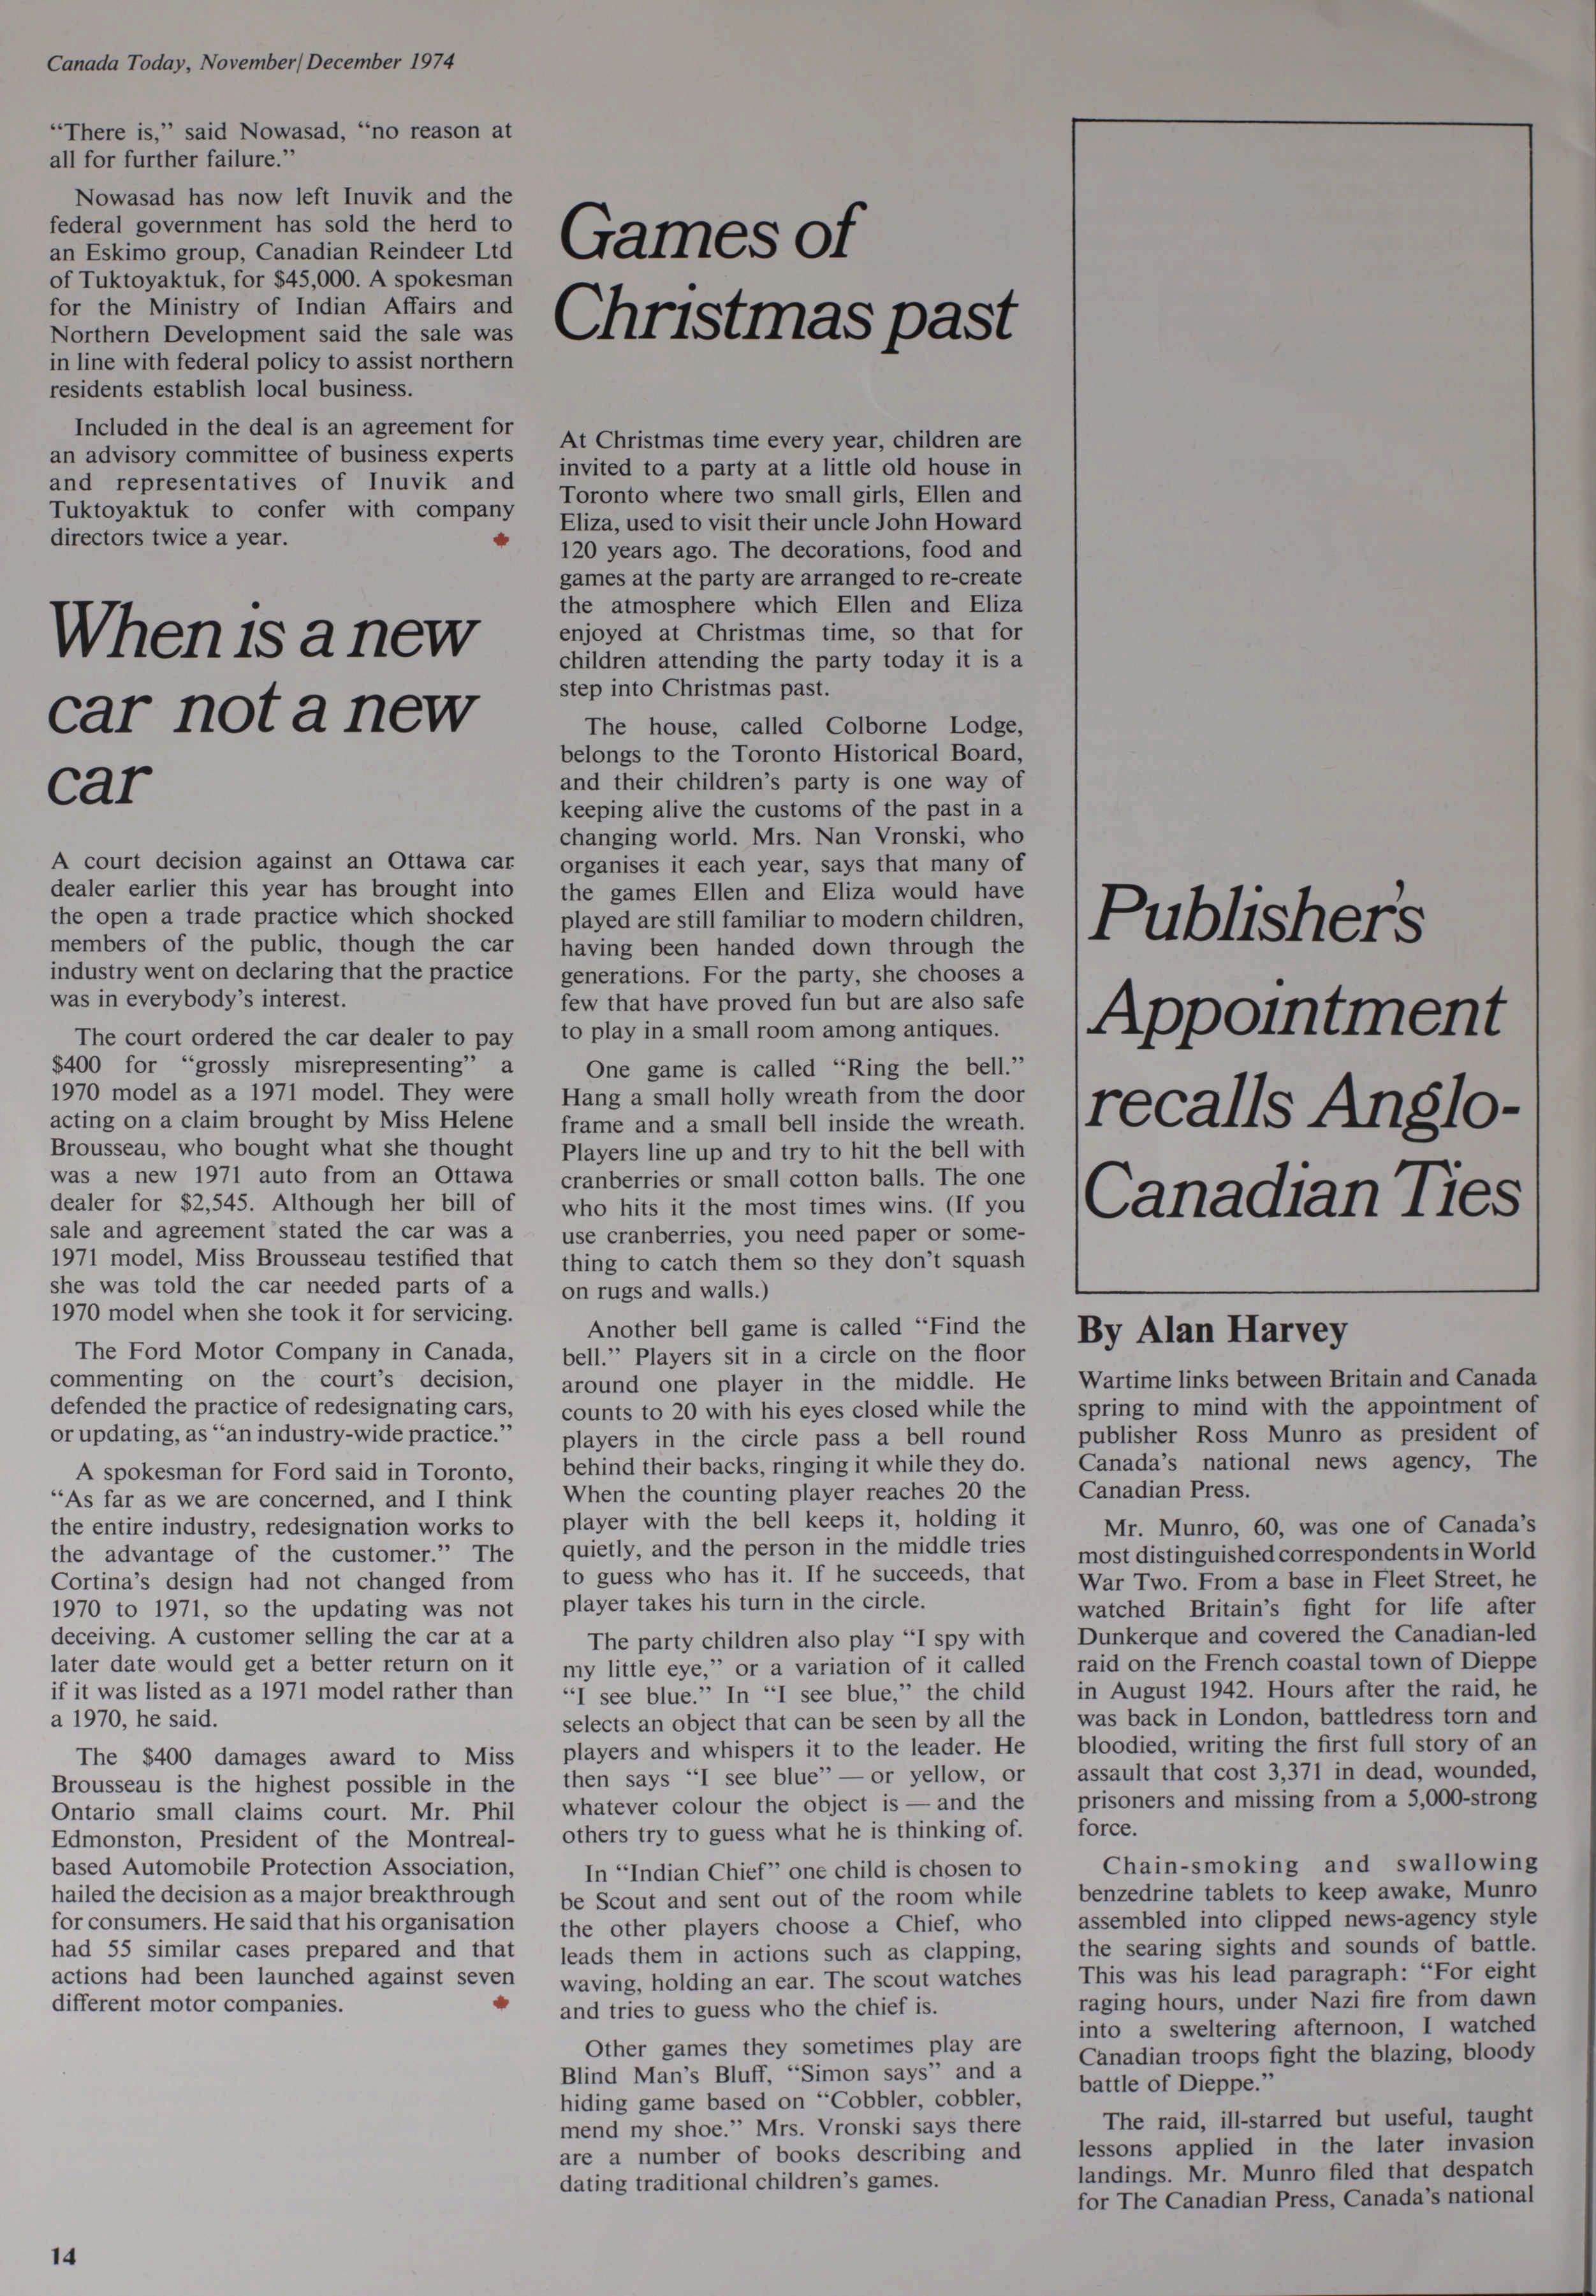 Canada Today, November/December 1974
“There is,” said Nowasad, “no reason at
all for further failure.”
Nowasad has now left Inuvik and the
federal government has sold the herd to
an Eskimo group, Canadian Reindeer Ltd
of Tuktoyaktuk, for $45,000. A spokesman
for the Ministry of Indian Affairs and
Northern Development said the sale was
in line with federal policy to assist northern
residents establish local business.
Included in the deal is an agreement for
an advisory committee of business experts
and representatives of Inuvik and
Tuktoyaktuk to confer with company
directors twice a year.
When is a new
car not a new
car
A court decision against an Ottawa car
dealer earlier this year has brought into
the open a trade practice which shocked
members of the public, though the car
industry went on declaring that the practice
was in everybody’s interest.
The court ordered the car dealer to pay
$400 for “grossly misrepresenting” a
1970 model as a 1971 model. They were
acting on a claim brought by Miss Helene
Brousseau, who bought what she thought
was a new 1971 auto from an Ottawa
dealer for $2,545. Although her bill of
sale and agreement stated the car was a
1971 model, Miss Brousseau testified that
she was told the car needed parts of a
1970 model when she took it for servicing.
The Ford Motor Company in Canada,
commenting on the court’s decision,
defended the practice of redesignating cars,
or updating, as “an industry-wide practice.”
A spokesman for Ford said in Toronto,
“As far as we are concerned, and I think
the entire industry, redesignation works to
the advantage of the customer.” The
Cortina’s design had not changed from
1970 to 1971, so the updating was not
deceiving. A customer selling the car at a
later date would get a better return on it
if it was listed as a 1971 model rather than
a 1970, he said.
The $400 damages award to Miss
Brousseau is the highest possible in the
Ontario small claims court. Mr. Phil
Edmonston, President of the Montreal-
based Automobile Protection Association,
hailed the decision as a major breakthrough
for consumers. He said that his organisation
had 55 similar cases prepared and that
actions had been launched against seven
different motor companies.
Games of
Christmas past
At Christmas time every year, children are
invited to a party at a little old house in
Toronto where two small girls, Ellen and
Eliza, used to visit their uncle John Howard
120 years ago. The decorations, food and
games at the party are arranged to re-create
the atmosphere which Ellen and Eliza
enjoyed at Christmas time, so that for
children attending the party today it is a
step into Christmas past.
The house, called Colborne Lodge,
belongs to the Toronto Historical Board,
and their children’s party is one way of
keeping alive the customs of the past in a
changing world. Mrs. Nan Vronski, who
organises it each year, says that many of
the games Ellen and Eliza would have
played are still familiar to modern children,
having been handed down through the
generations. For the party, she chooses a
few that have proved fun but are also safe
to play in a small room among antiques.
One game is called “Ring the bell.”
Hang a small holly wreath from the door
frame and a small bell inside the wreath.
Players line up and try to hit the bell with
cranberries or small cotton balls. The one
who hits it the most times wins. (If you
use cranberries, you need paper or some-
thing to catch them so they don’t squash
on rugs and walls.)
Another bell game is called “Find the
bell.” Players sit in a circle on the floor
around one player in the middle. He
counts to 20 with his eyes closed while the
players in the circle pass a bell round
behind their backs, ringing it while they do.
When the counting player reaches 20 the
player with the bell keeps it, holding it
quietly, and the person in the middle tries
to guess who has it. If he succeeds, that
player takes his turn in the circle.
The party children also play “I spy with
my little eye,” or a variation of it called
“I see blue.” In “I see blue,” the child
selects an object that can be seen by all the
players and whispers it to the leader. He
then says “I see blue” — or yellow, or
whatever colour the object is — and the
others try to guess what he is thinking of.
In “Indian Chief” one child is chosen to
be Scout and sent out of the room while
the other players choose a Chief, who
leads them in actions such as clapping,
waving, holding an ear. The scout watches
and tries to guess who the chief is.
Other games they sometimes play are
Blind Man’s Bluff, “Simon says” and a
hiding game based on “Cobbler, cobbler,
mend my shoe.” Mrs. Vronski says there
are a number of books describing and
dating traditional children’s games.
Publisher’s
Appointment
recalls Anglo-
Canadian Ties
By Alan Harvey
Wartime links between Britain and Canada
spring to mind with the appointment of
publisher Ross Munro as president of
Canada’s national news agency, The
Canadian Press.
Mr. Munro, 60, was one of Canada’s
most distinguished correspondents in World
War Two. From a base in Fleet Street, he
watched Britain’s fight for life after
Dunkerque and covered the Canadian-led
raid on the French coastal town of Dieppe
in August 1942. Hours after the raid, he
was back in London, battledress torn and
bloodied, writing the first full story of an
assault that cost 3,371 in dead, wounded,
prisoners and missing from a 5,000-strong
force.
Chain-smoking and swallowing
benzedrine tablets to keep awake, Munro
assembled into clipped news-agency style
the searing sights and sounds of battle.
This was his lead paragraph: “For eight
raging hours, under Nazi fire from dawn
into a sweltering afternoon, I watched
Canadian troops fight the blazing, bloody
battle of Dieppe.”
The raid, ill-starred but useful, taught
lessons applied in the later invasion
landings. Mr. Munro filed that despatch
for The Canadian Press, Canada’s national
14